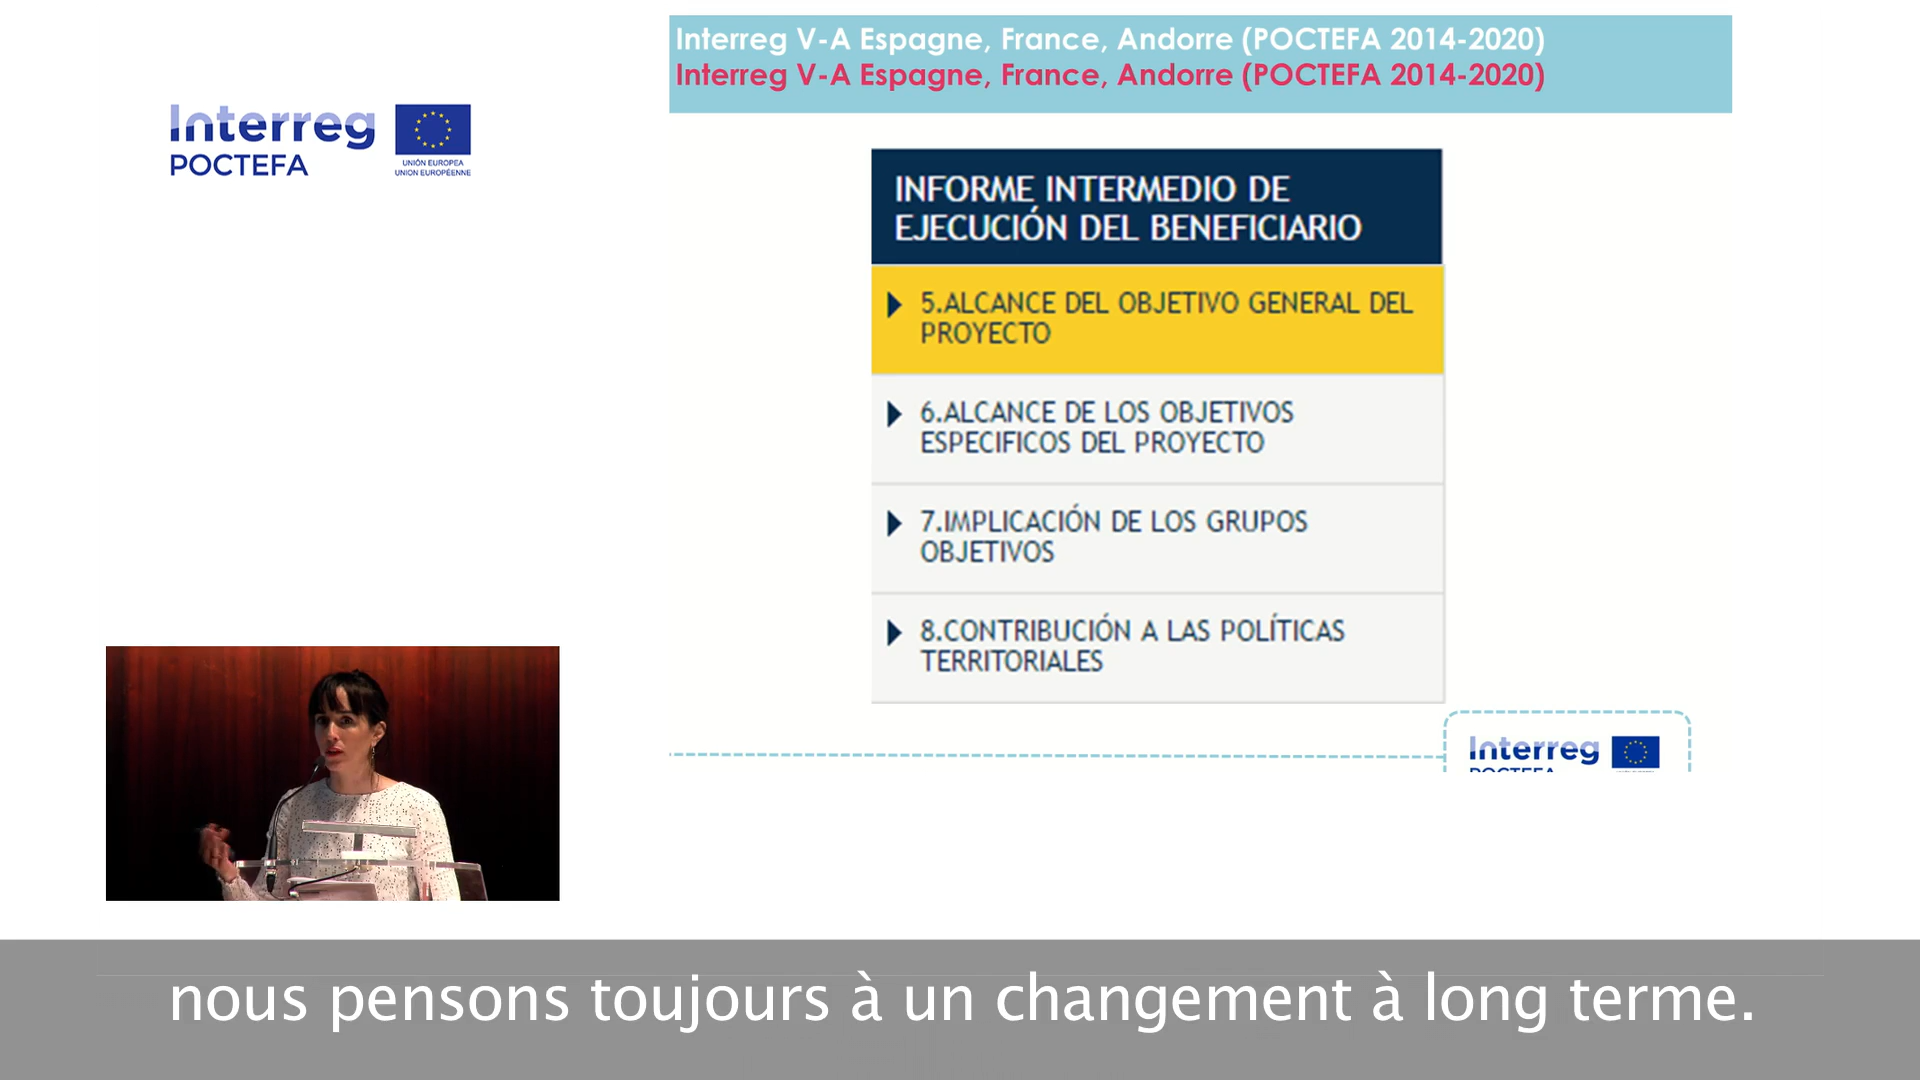 Interreg V-A Espagne, France, Andorre (POCTEFA 2014-2020)
Interreg V-A Espagne, France, Andorre (POCTEFA 2014-2020)
Interreg
POCTEFA
UNIÓN EUROPEA
UNION EUROPÉENNE
INFORME INTERMEDIO DE
EJECUCIÓN DEL BENEFICIARIO
5.ALCANCE DEL OBJETIVO GENERAL DEL
PROYECTO
6.ALCANCE DE LOS OBJETIVOS
ESPECIFICOS DEL PROYECTO
7.IMPLICACIÓN DE LOS GRUPOS
OBJETIVOS
8.CONTRIBUCIÓN A LAS POLÍTICAS
TERRITORIALES
Interreg
POCTEFA
nous pensons toujours à un changement à long terme.